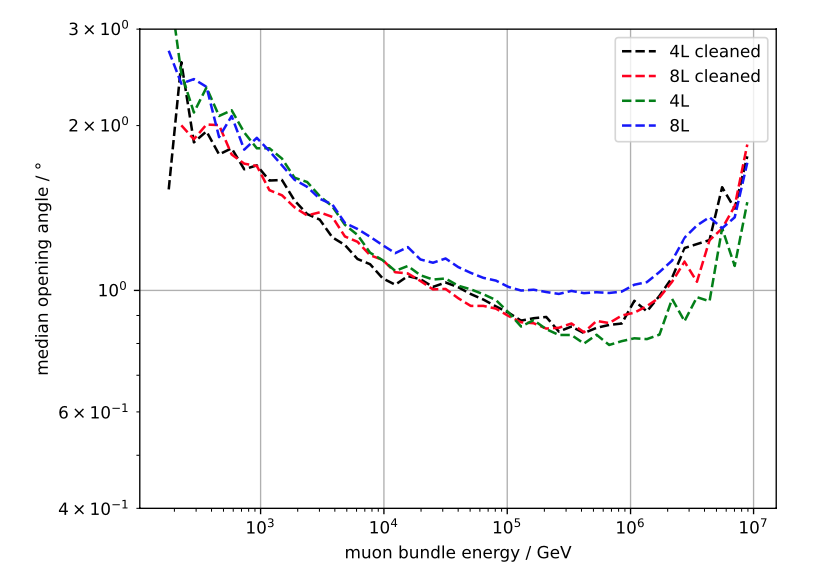 3 × 10⁰
2 × 10⁰
10⁰
6 × 10⁻¹
4 × 10⁻¹
median opening angle / °
4L cleaned
8L cleaned
4L
8L
10³ 10⁴ 10⁵ 10⁶ 10⁷
muon bundle energy / GeV